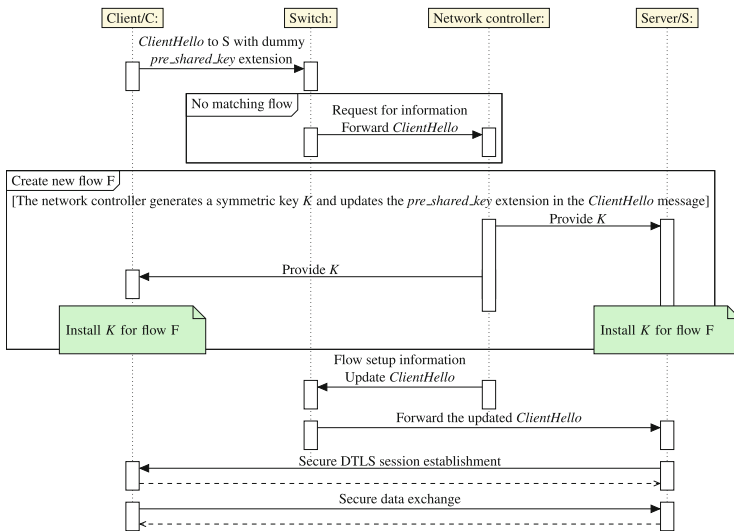 Client/C:
Switch:
Network controller:
Server/S:
ClientHello to S with dummy
pre_shared_key extension
No matching flow
Request for information
Forward ClientHello
Create new flow F
[The network controller generates a symmetric key K and updates the pre_shared_key extension in the ClientHello message]
Provide K
Provide K
Install K for flow F
Install K for flow F
Flow setup information
Update ClientHello
Forward the updated ClientHello
Secure DTLS session establishment
Secure data exchange